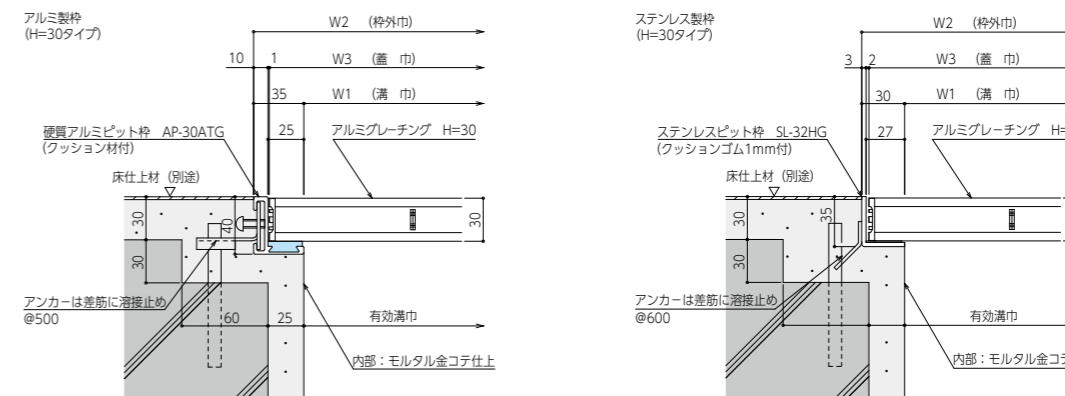 アルミ製枠
(H=30タイプ)
W2 (枠外巾)
10
1
W3 (蓋 巾)
35
W1 (溝 巾)
25
硬質アルミピット枠 AP-30ATG
(クッション材付)
アルミグレーチング H=30
床仕上材 (別途)
30
40
30
30
アンカーは差筋に溶接止め
@500
60
25
有効溝巾
内部：モルタル金コテ仕上
ステンレス製枠
(H=30タイプ)
W2 (枠外巾)
3
2
W3 (蓋 巾)
30
W1 (溝 巾)
27
ステンレスピット枠 SL-32HG
(クッションゴム1mm付)
アルミグレーチング H=
床仕上材 (別途)
30
35
30
アンカーは差筋に溶接止め
@600
有効溝巾
内部：モルタル金コテ